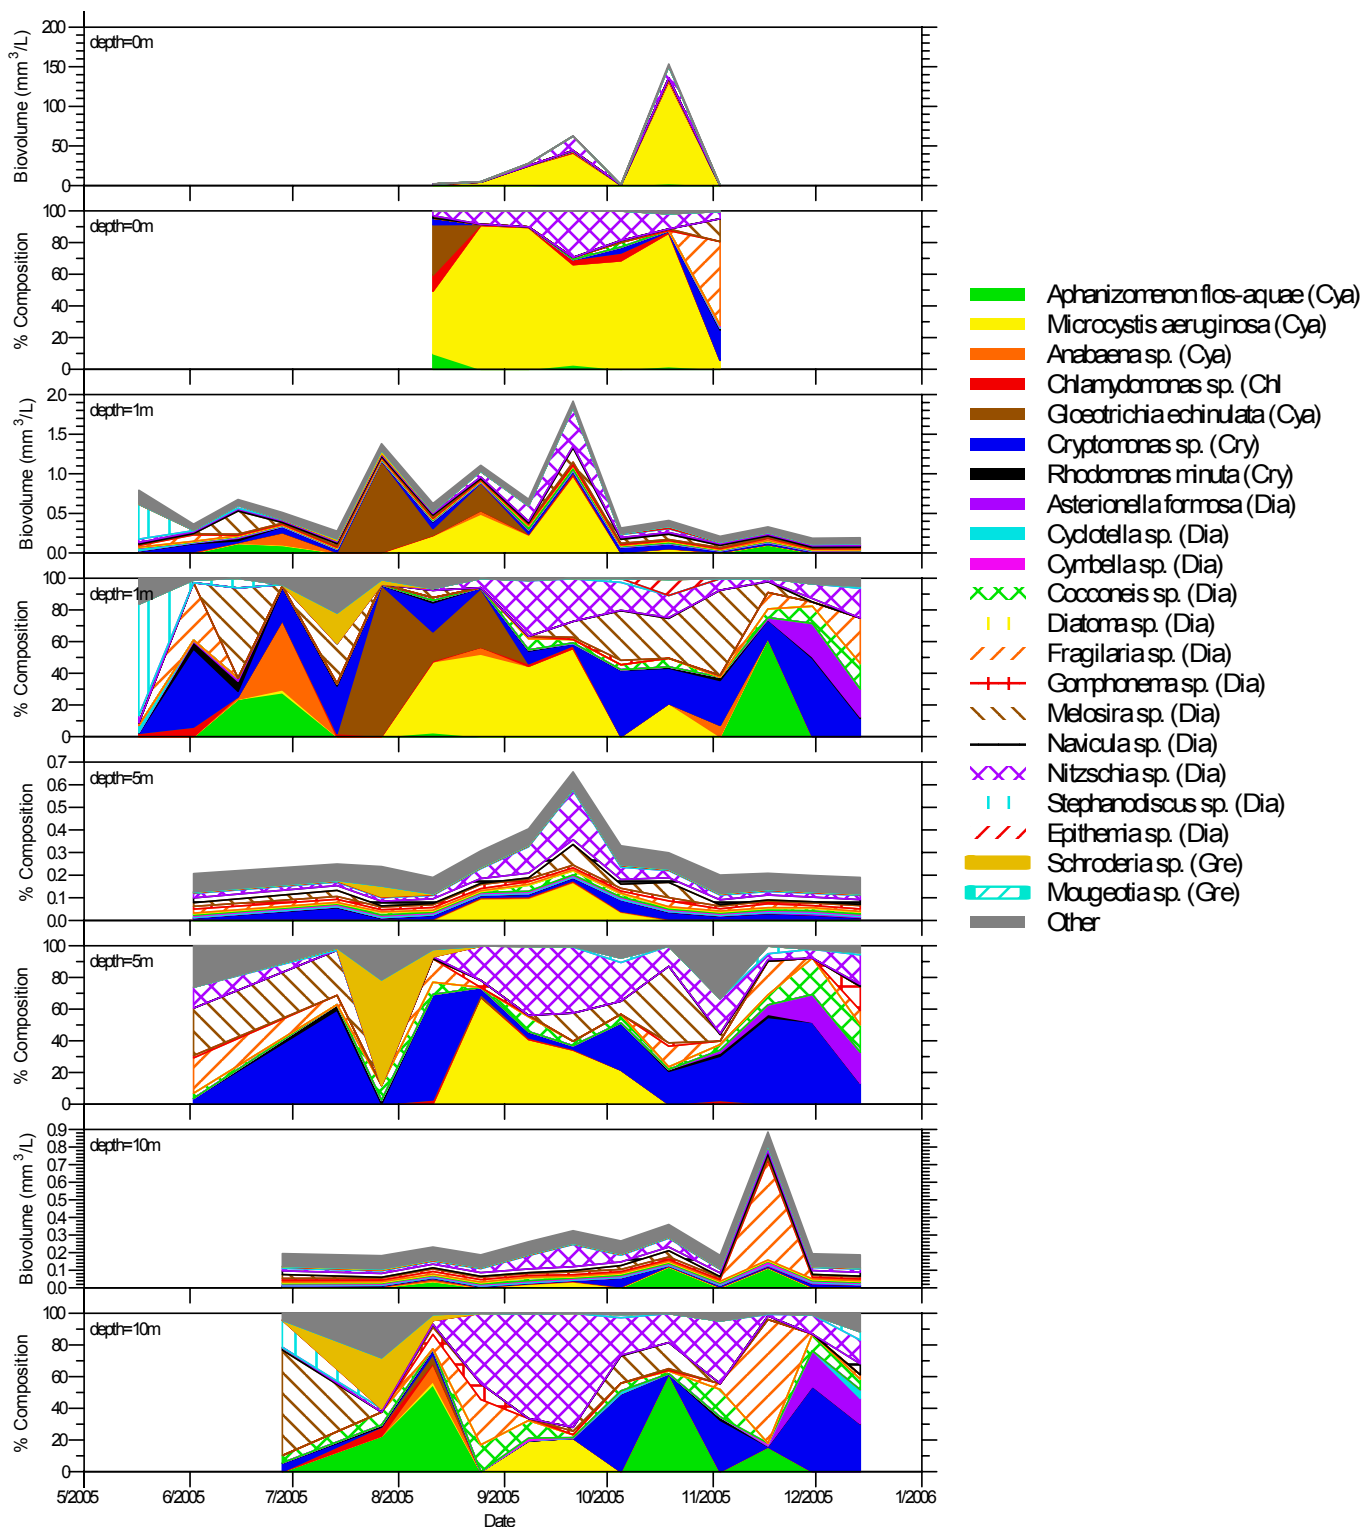 200
150
100
50
0
Biovolume (mm³/L)
depth=0m
100
80
60
40
20
0
% Composition
depth=0m
2.0
1.5
1.0
0.5
0.0
Biovolume (mm³/L)
depth=1m
100
80
60
40
20
0
% Composition
depth=1m
0.7
0.6
0.5
0.4
0.3
0.2
0.1
0.0
% Composition
depth=5m
100
80
60
40
20
0
% Composition
depth=5m
0.9
0.8
0.7
0.6
0.5
0.4
0.3
0.2
0.1
0.0
Biovolume (mm³/L)
depth=10m
100
80
60
40
20
0
% Composition
depth=10m
5/2005 6/2005 7/2005 8/2005 9/2005 10/2005 11/2005 12/2005 1/2006
Date
Aphanizomenon flos-aquae (Cya)
Microcystis aeruginosa (Cya)
Anabaena sp. (Cya)
Chlamydomonas sp. (Chl
Gloeotrichia echinulata (Cya)
Cryptomonas sp. (Cry)
Rhodomonas minuta (Cry)
Asterionella formosa (Dia)
Cyclotella sp. (Dia)
Cymbella sp. (Dia)
Cocconeis sp. (Dia)
Diatoma sp. (Dia)
Fragilaria sp. (Dia)
Gomphonema sp. (Dia)
Melosira sp. (Dia)
Navicula sp. (Dia)
Nitzschia sp. (Dia)
Stephanodiscus sp. (Dia)
Epithemia sp. (Dia)
Schroderia sp. (Gre)
Mougeotia sp. (Gre)
Other